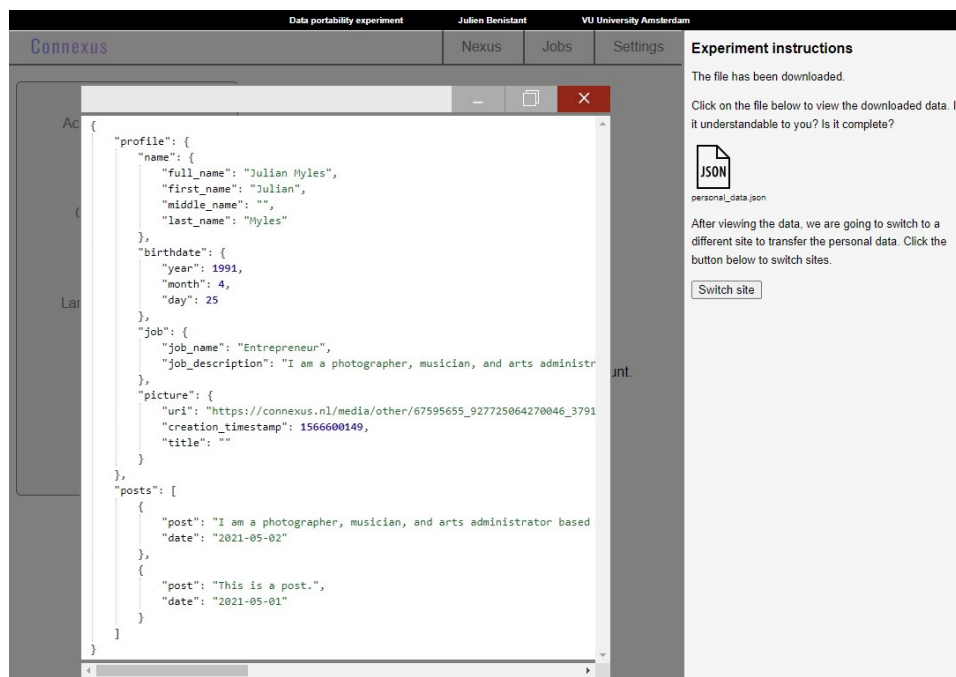 Data portability experiment Julien Benistant VU University Amsterdam
Connexus Nexus Jobs Settings
{
"profile": {
"name": {
"full_name": "Julian Myles",
"first_name": "Julian",
"middle_name": "",
"last_name": "Myles"
},
"birthdate": {
"year": 1991,
"month": 4,
"day": 25
},
"job": {
"job_name": "Entrepreneur",
"job_description": "I am a photographer, musician, and arts administr
},
"picture": {
"uri": "https://connexus.nl/media/other/67595655_927725064270046_3791
"creation_timestamp": 1566600149,
"title": ""
}
},
"posts": [
{
"post": "I am a photographer, musician, and arts administrator based
"date": "2021-05-02"
},
{
"post": "This is a post.",
"date": "2021-05-01"
}
]
}
Ac
Lar
unt.
Experiment instructions
The file has been downloaded.
Click on the file below to view the downloaded data. I
it understandable to you? Is it complete?
JSON
personal_data.json
After viewing the data, we are going to switch to a
different site to transfer the personal data. Click the
button below to switch sites.
Switch site